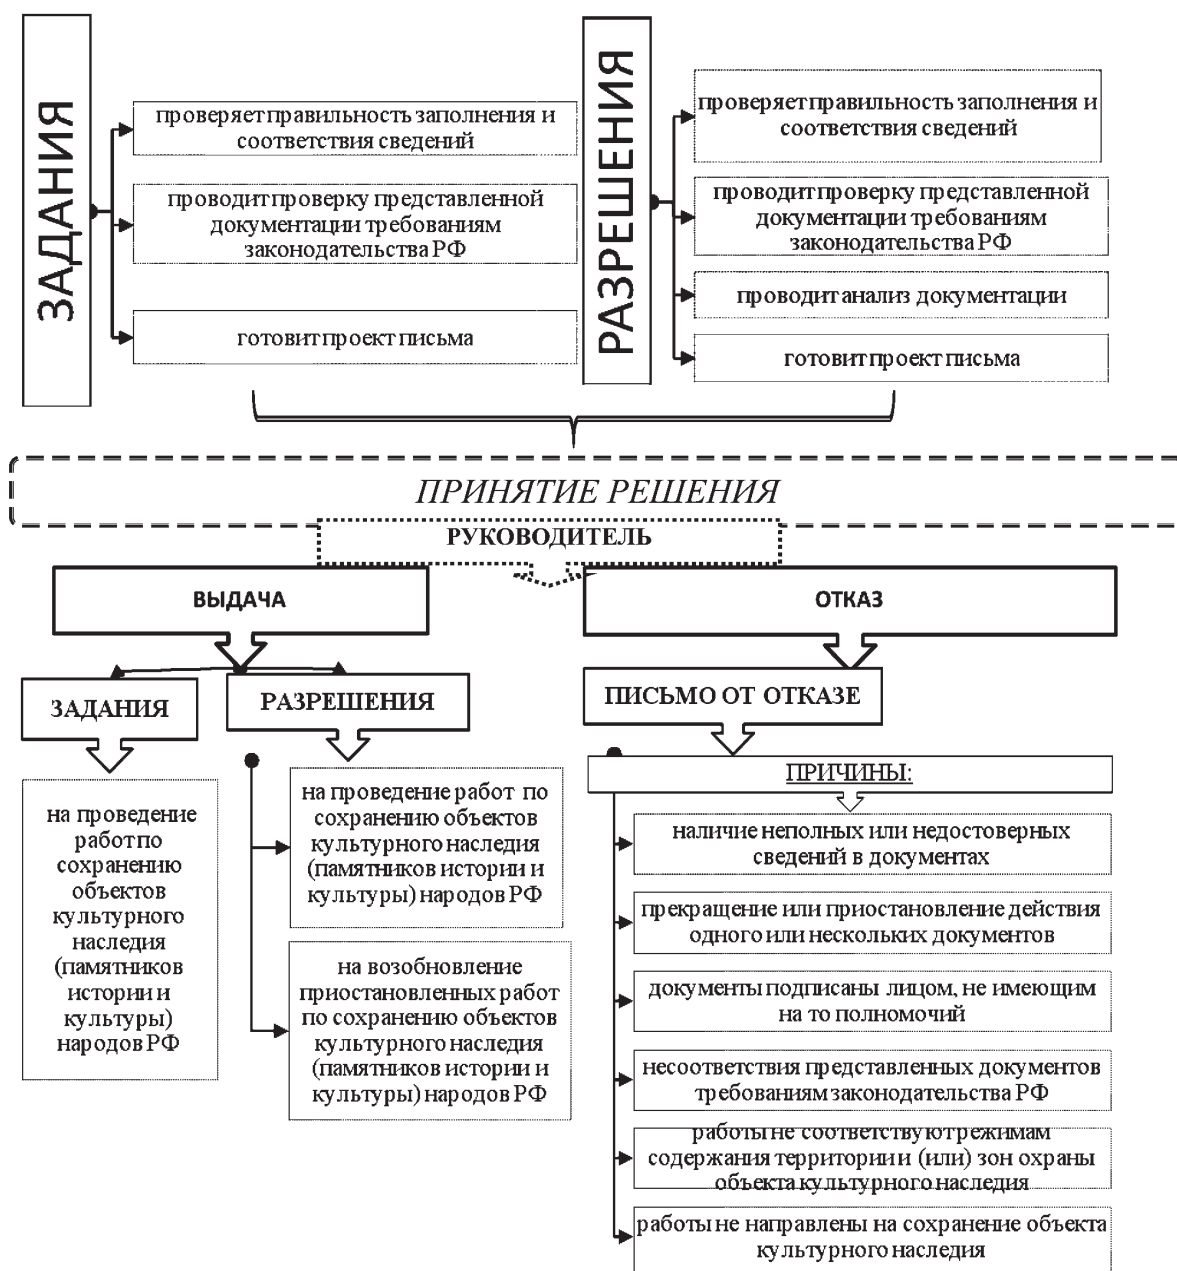 ЗАДАНИЯ
проверяет правильность заполнения и
соответствия сведений
проводит проверку представленной
документации требованиям
законодательства РФ
готовит проект письма
РАЗРЕШЕНИЯ
проверяет правильность заполнения и
соответствия сведений
проводит проверку представленной
документации требованиям
законодательства РФ
проводит анализ документации
готовит проект письма
ПРИНЯТИЕ РЕШЕНИЯ
РУКОВОДИТЕЛЬ
ВЫДАЧА
ЗАДАНИЯ
на проведение
работ по
сохранению
объектов
культурного
наследия
(памятников
истории и
культуры)
народов РФ
РАЗРЕШЕНИЯ
на проведение работ по
сохранению объектов
культурного наследия
(памятников истории и
культуры) народов РФ
на возобновление
приостановленных работ
по сохранению объектов
культурного наследия
(памятников истории и
культуры) народов РФ
ОТКАЗ
ПИСЬМО ОТ ОТКАЗЕ
ПРИЧИНЫ:
наличие неполных или недостоверных
сведений в документах
прекращение или приостановление действия
одного или нескольких документов
документы подписаны лицом, не имеющим
на то полномочий
несоответствия представленных документов
требованиям законодательства РФ
работы не соответствуют режимам
содержания территории и (или) зон охраны
объекта культурного наследия
работы не направлены на сохранение объекта
культурного наследия